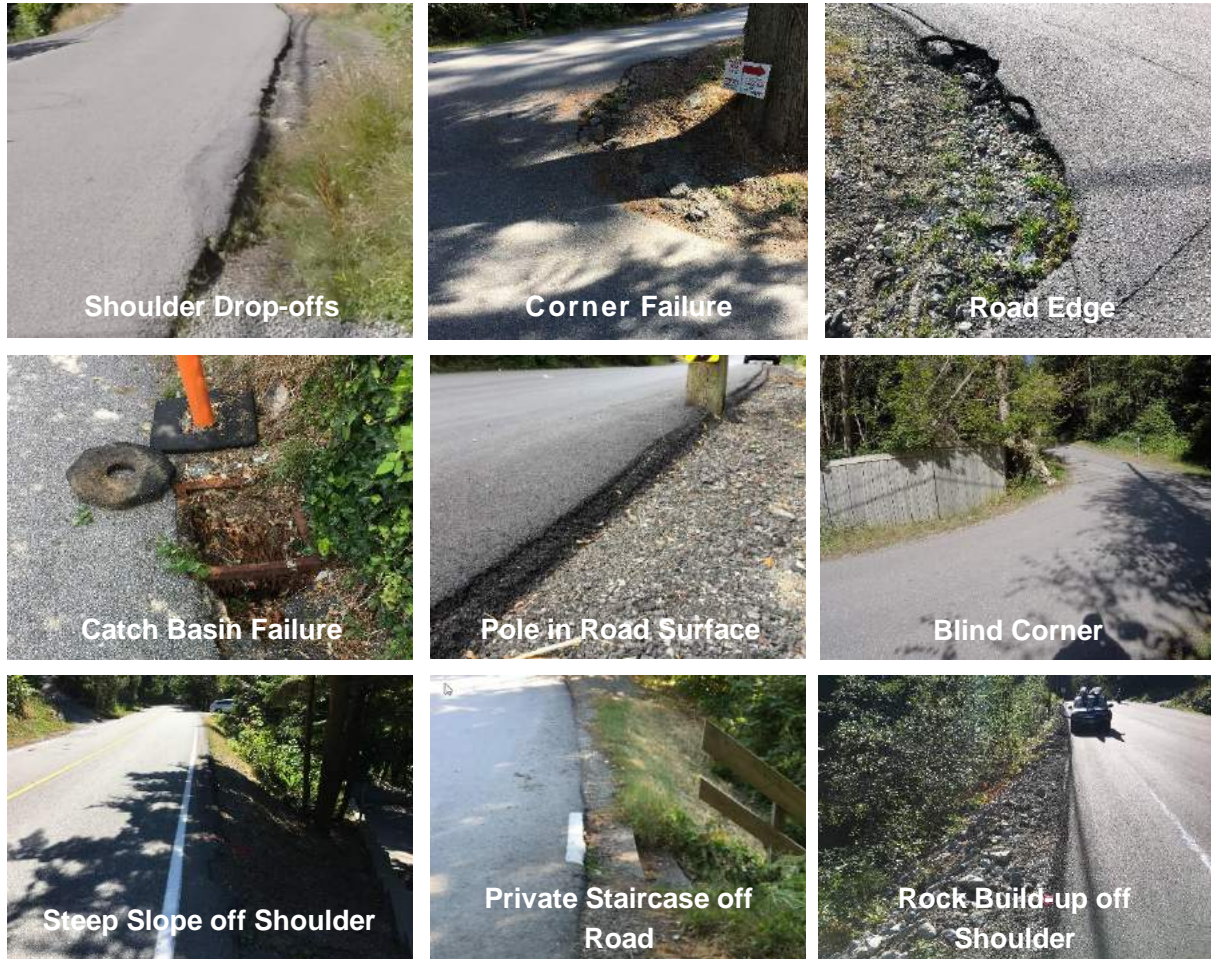 Shoulder Drop-offs
Corner Failure
Road Edge
Catch Basin Failure
Pole in Road Surface
Blind Corner
Steep Slope off Shoulder
Private Staircase off
Road
Rock Build-up off
Shoulder